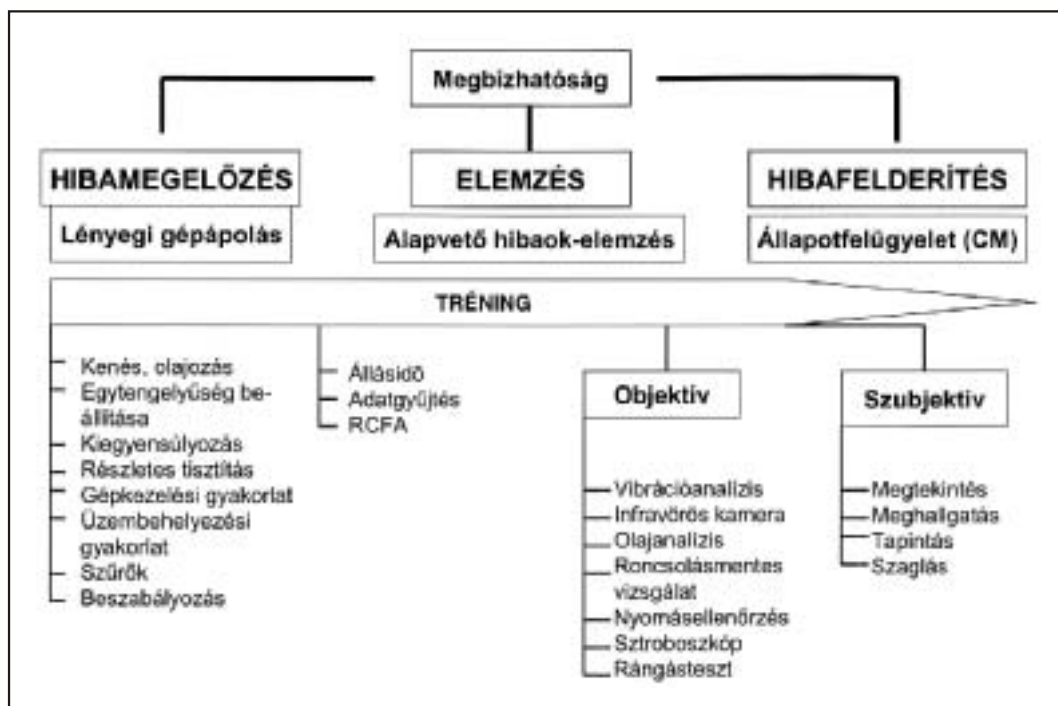 Megbizhatóság
HIBAMEGELŐZÉS
Lényegi gépápolás
ELEMZÉS
Alapvető hibaok-elemzés
HIBAFELDERÍTÉS
Állapotfelügyelet (CM)
TRÉNING
Kenés, olajozás
Egytengelyűség be-
állítása
Kiegyensúlyozás
Részletes tisztítás
Gépkezelési gyakorlat
Üzembehelyezési
gyakorlat
Szűrők
Beszabályozás
Állásidő
Adatgyűjtés
RCFA
Objektív
Vibrációanalízis
Infravörös kamera
Olajanalízis
Roncsolásmentes
vizsgálat
Nyomásellenőrzés
Sztroboszkóp
Rángásteszt
Szubjektív
Megtekintés
Meghallgatás
Tapintás
Szaglás